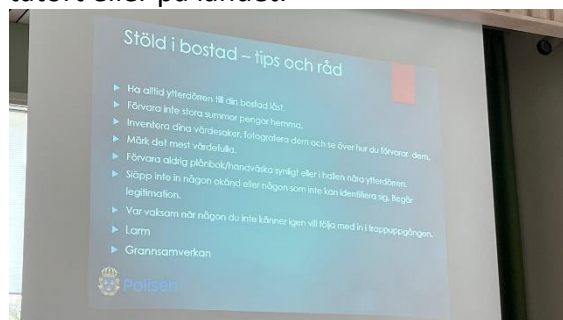 tätort eller på landet.
Stöld i bostad – tips och råd
Ha alltid ytterdörren till din bostad låst.
Förvara inte stora summor pengar hemma.
Inventera dina värdesaker, fotografera dem och se över hur du förvarar dem.
Märk det mest värdefulla.
Förvara aldrig plånbok/handväska synligt eller i hallen nära ytterdörren.
Släpp inte in någon okänd eller någon som inte kan identifiera sig. Begär
legitimation.
Var vaksam när någon du inte känner igen vill följa med in i trappuppgången.
Larm
Grannsamverkan
Polisen